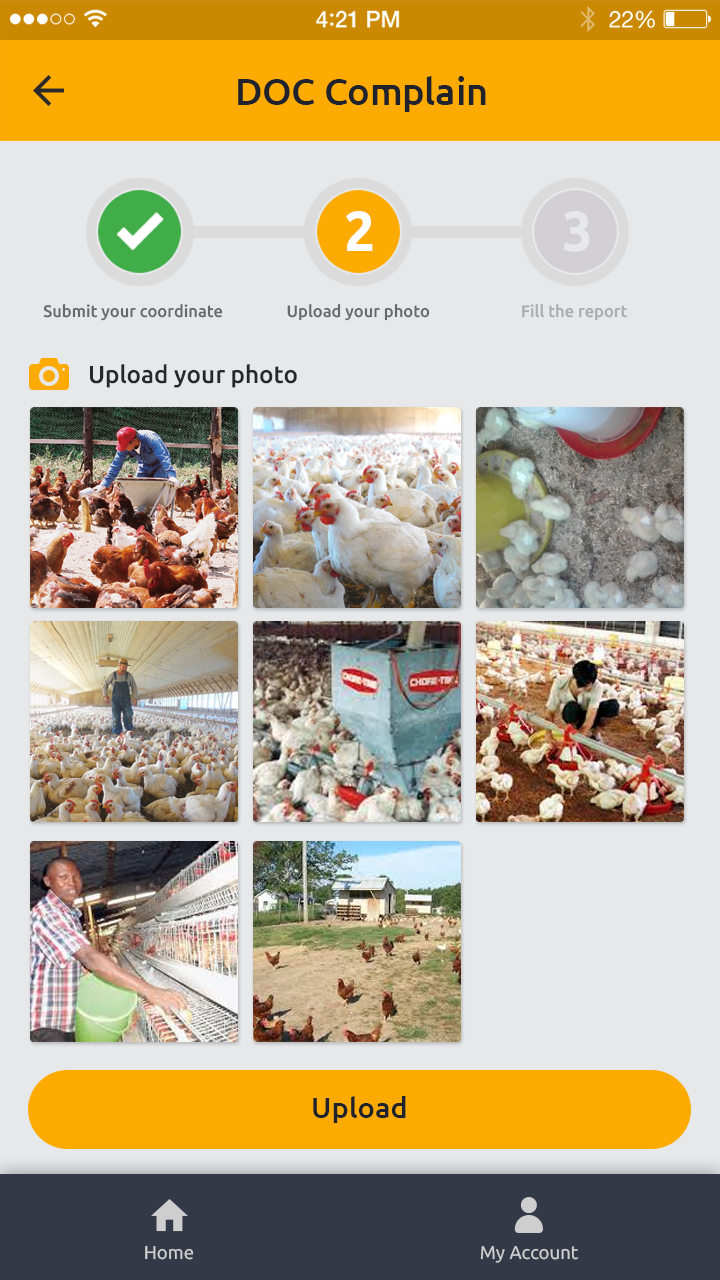 4:21 PM
22%
DOC Complain
2
3
Submit your coordinate
Upload your photo
Fill the report
Upload your photo
CHORE-TIME
CHORE-TIME
Upload
Home
My Account